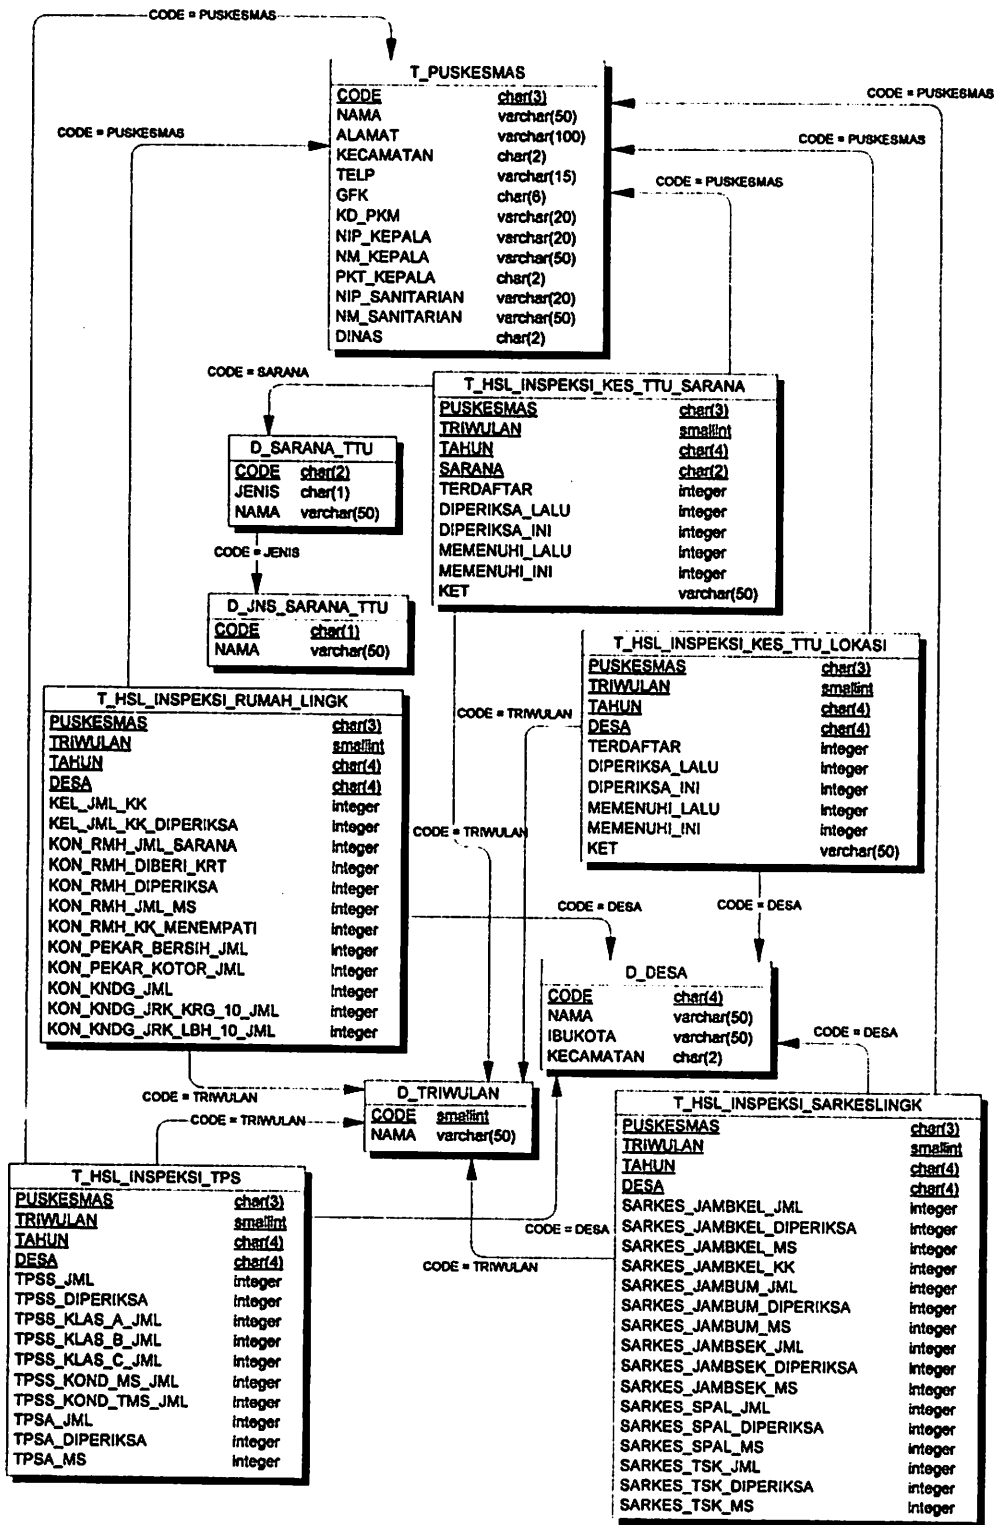 CODE = PUSKESMAS
T_PUSKESMAS
CODE char(3)
NAMA varchar(50)
ALAMAT varchar(100)
KECAMATAN char(2)
TELP varchar(15)
GFK char(6)
KD_PKM varchar(20)
NIP_KEPALA varchar(20)
NM_KEPALA varchar(50)
PKT_KEPALA char(2)
NIP_SANITARIAN varchar(20)
NM_SANITARIAN varchar(50)
DINAS char(2)
CODE = PUSKESMAS
CODE = PUSKESMAS
CODE = PUSKESMAS
CODE = PUSKESMAS
CODE = SARANA
T_HSL_INSPEKSI_KES_TTU_SARANA
PUSKESMAS char(3)
TRIWULAN smallint
TAHUN char(4)
SARANA char(2)
TERDAFTAR integer
DIPERIKSA_LALU integer
DIPERIKSA_INI integer
MEMENUHI_LALU integer
MEMENUHI_INI integer
KET varchar(50)
D_SARANA_TTU
CODE char(2)
JENIS char(1)
NAMA varchar(50)
CODE = JENIS
D_JNS_SARANA_TTU
CODE char(1)
NAMA varchar(50)
T_HSL_INSPEKSI_KES_TTU_LOKASI
PUSKESMAS char(3)
TRIWULAN smallint
TAHUN char(4)
DESA char(4)
TERDAFTAR integer
DIPERIKSA_LALU integer
DIPERIKSA_INI integer
MEMENUHI_LALU integer
MEMENUHI_INI integer
KET varchar(50)
T_HSL_INSPEKSI_RUMAH_LINGK
PUSKESMAS char(3)
TRIWULAN smallint
TAHUN char(4)
DESA char(4)
KEL_JML_KK integer
KEL_JML_KK_DIPERIKSA integer
KON_RMH_JML_SARANA integer
KON_RMH_DIBERI_KRT integer
KON_RMH_DIPERIKSA integer
KON_RMH_JML_MS integer
KON_RMH_KK_MENEMPATI integer
KON_PEKAR_BERSIH_JML integer
KON_PEKAR_KOTOR_JML integer
KON_KNDG_JML integer
KON_KNDG_JRK_KRG_10_JML integer
KON_KNDG_JRK_LBH_10_JML integer
CODE = TRIWULAN
CODE = TRIWULAN
CODE = DESA
CODE = DESA
D_DESA
CODE char(4)
NAMA varchar(50)
IBUKOTA varchar(50)
KECAMATAN char(2)
CODE = DESA
CODE = TRIWULAN
CODE = TRIWULAN
D_TRIWULAN
CODE smallint
NAMA varchar(50)
T_HSL_INSPEKSI_TPS
PUSKESMAS char(3)
TRIWULAN smallint
TAHUN char(4)
DESA char(4)
TPSS_JML integer
TPSS_DIPERIKSA integer
TPSS_KLAS_A_JML integer
TPSS_KLAS_B_JML integer
TPSS_KLAS_C_JML integer
TPSS_KOND_MS_JML integer
TPSS_KOND_TMS_JML integer
TPSA_JML integer
TPSA_DIPERIKSA integer
TPSA_MS integer
CODE = DESA
CODE = TRIWULAN
T_HSL_INSPEKSI_SARKESLINGK
PUSKESMAS char(3)
TRIWULAN smallint
TAHUN char(4)
DESA char(4)
SARKES_JAMBKEL_JML integer
SARKES_JAMBKEL_DIPERIKSA integer
SARKES_JAMBKEL_MS integer
SARKES_JAMBKEL_KK integer
SARKES_JAMBUM_JML integer
SARKES_JAMBUM_DIPERIKSA integer
SARKES_JAMBUM_MS integer
SARKES_JAMBSEK_JML integer
SARKES_JAMBSEK_DIPERIKSA integer
SARKES_JAMBSEK_MS integer
SARKES_SPAL_JML integer
SARKES_SPAL_DIPERIKSA integer
SARKES_SPAL_MS integer
SARKES_TSK_JML integer
SARKES_TSK_DIPERIKSA integer
SARKES_TSK_MS integer